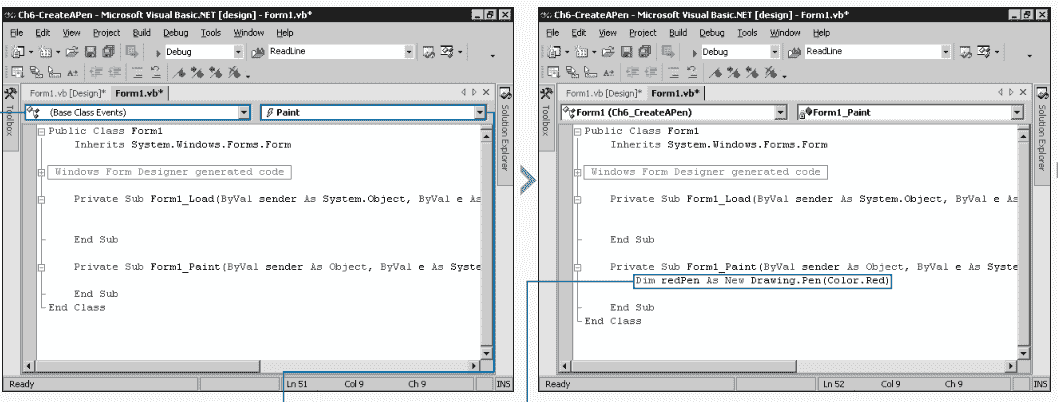 Ch6-CreateAPen - Microsoft Visual Basic.NET [design] - Form1.vb*
File Edit View Project Build Debug Tools Window Help
Debug ReadLine
Form1.vb [Design]* Form1.vb*
Toolbox
(Base Class Events) Paint
Solution Explorer
Public Class Form1
Inherits System.Windows.Forms.Form
Windows Form Designer generated code
Private Sub Form1_Load(ByVal sender As System.Object, ByVal e As
End Sub
Private Sub Form1_Paint(ByVal sender As Object, ByVal e As Syste
End Sub
End Class
Ready Ln 51 Col 9 Ch 9 INS
Ch6-CreateAPen - Microsoft Visual Basic.NET [design] - Form1.vb*
File Edit View Project Build Debug Tools Window Help
Debug ReadLine
Form1.vb [Design]* Form1.vb*
Toolbox
Form1 (Ch6_CreateAPen) Form1_Paint
Solution Explorer
Public Class Form1
Inherits System.Windows.Forms.Form
Windows Form Designer generated code
Private Sub Form1_Load(ByVal sender As System.Object, ByVal e As
End Sub
Private Sub Form1_Paint(ByVal sender As Object, ByVal e As Syste
Dim redPen As New Drawing.Pen(Color.Red)
End Sub
End Class
Ready Ln 52 Col 9 Ch 9 INS